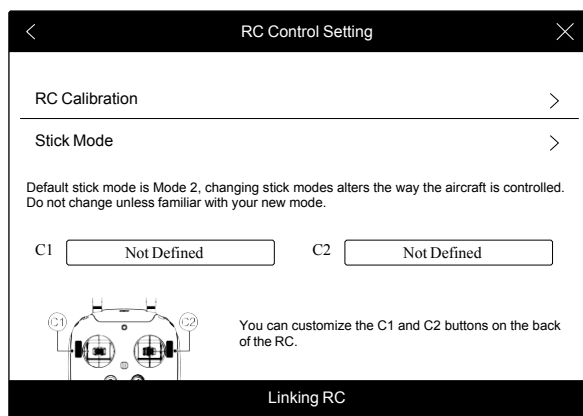 RC Control Setting
RC Calibration
Stick Mode
Default stick mode is Mode 2, changing stick modes alters the way the aircraft is controlled.
Do not change unless familiar with your new mode.
C1 Not Defined C2 Not Defined
C1 C2
You can customize the C1 and C2 buttons on the back
of the RC.
Linking RC